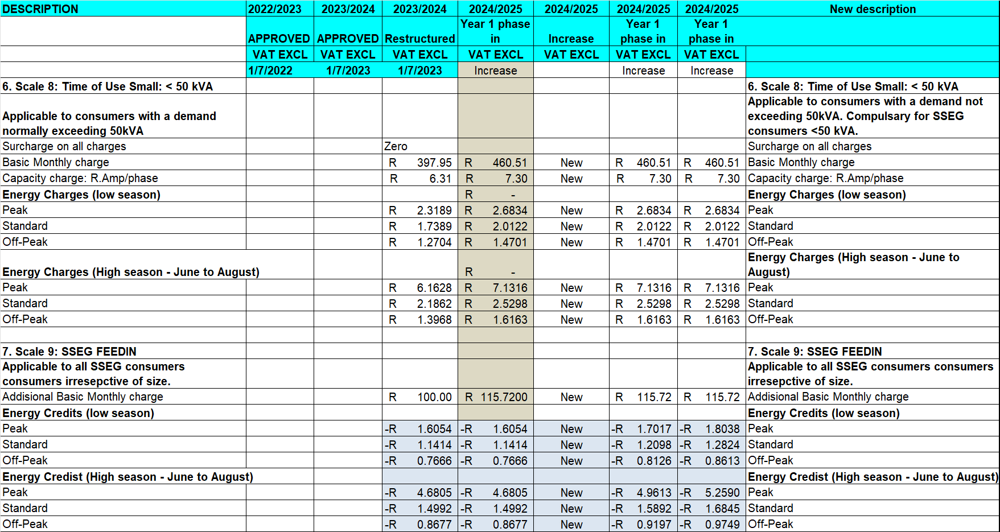 DESCRIPTION 2022/2023 2023/2024 2023/2024 2024/2025 2024/2025 2024/2025 2024/2025 New description
Year 1 phase Year 1 Year 1
APPROVED APPROVED Restructured in Increase phase in phase in
VAT EXCL VAT EXCL VAT EXCL VAT EXCL VAT EXCL VAT EXCL VAT EXCL
1/7/2022 1/7/2023 1/7/2023 Increase Increase Increase
6. Scale 8: Time of Use Small: < 50 kVA 6. Scale 8: Time of Use Small: < 50 kVA
Applicable to consumers with a demand
normally exceeding 50kVA
Applicable to consumers with a demand not
exceeding 50kVA. Compulsary for SSEG
consumers <50 kVA.
Surcharge on all charges Zero Surcharge on all charges
Basic Monthly charge R 397.95 R 460.51 New R 460.51 R 460.51 Basic Monthly charge
Capacity charge: R.Amp/phase R 6.31 R 7.30 New R 7.30 R 7.30 Capacity charge: R.Amp/phase
Energy Charges (low season) R - Energy Charges (low season)
Peak R 2.3189 R 2.6834 New R 2.6834 R 2.6834 Peak
Standard R 1.7389 R 2.0122 New R 2.0122 R 2.0122 Standard
Off-Peak R 1.2704 R 1.4701 New R 1.4701 R 1.4701 Off-Peak
Energy Charges (High season - June to August) R - Energy Charges (High season - June to
August)
Peak R 6.1628 R 7.1316 New R 7.1316 R 7.1316 Peak
Standard R 2.1862 R 2.5298 New R 2.5298 R 2.5298 Standard
Off-Peak R 1.3968 R 1.6163 New R 1.6163 R 1.6163 Off-Peak
7. Scale 9: SSEG FEEDIN 7. Scale 9: SSEG FEEDIN
Applicable to all SSEG consumers
consumers irresepctive of size.
Applicable to all SSEG consumers consumers
irresepctive of size.
Addisional Basic Monthly charge R 100.00 R 115.7200 New R 115.72 R 115.72 Addisional Basic Monthly charge
Energy Credits (low season) Energy Credits (low season)
Peak -R 1.6054 -R 1.6054 New -R 1.7017 -R 1.8038 Peak
Standard -R 1.1414 -R 1.1414 New -R 1.2098 -R 1.2824 Standard
Off-Peak -R 0.7666 -R 0.7666 New -R 0.8126 -R 0.8613 Off-Peak
Energy Credist (High season - June to August) Energy Credist (High season - June to August)
Peak -R 4.6805 -R 4.6805 New -R 4.9613 -R 5.2590 Peak
Standard -R 1.4992 -R 1.4992 New -R 1.5892 -R 1.6845 Standard
Off-Peak -R 0.8677 -R 0.8677 New -R 0.9197 -R 0.9749 Off-Peak